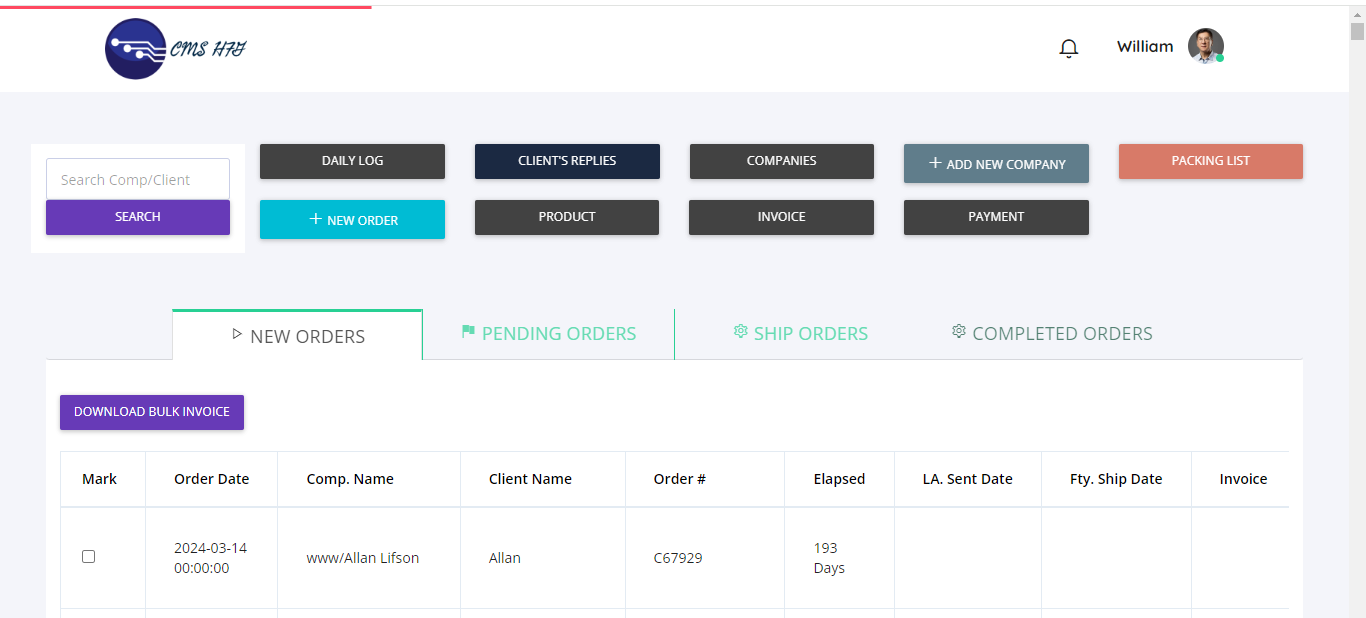 CMS HFJ
William
Search Comp/Client
SEARCH
DAILY LOG
CLIENT'S REPLIES
COMPANIES
+ ADD NEW COMPANY
PACKING LIST
+ NEW ORDER
PRODUCT
INVOICE
PAYMENT
NEW ORDERS
PENDING ORDERS
SHIP ORDERS
COMPLETED ORDERS
DOWNLOAD BULK INVOICE
Mark Order Date Comp. Name Client Name Order # Elapsed LA. Sent Date Fty. Ship Date Invoice
2024-03-14
00:00:00
www/Allan Lifson
Allan
C67929
193
Days